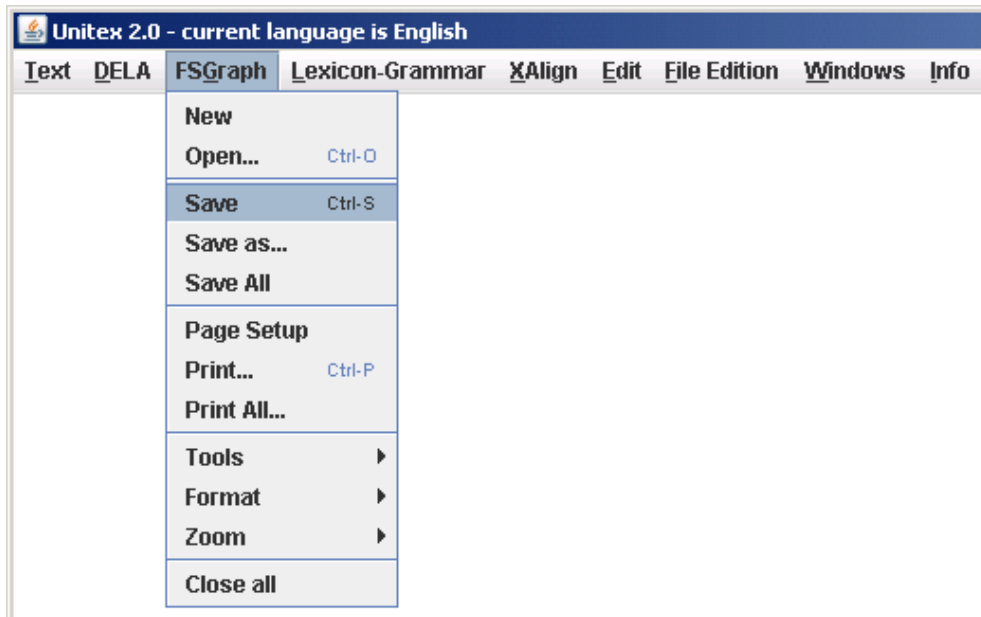 Unitex 2.0 - current language is English
Text DELA FSGraph Lexicon-Grammar XAlign Edit File Edition Windows Info
New
Open... Ctrl-O
Save Ctrl-S
Save as...
Save All
Page Setup
Print... Ctrl-P
Print All...
Tools
Format
Zoom
Close all